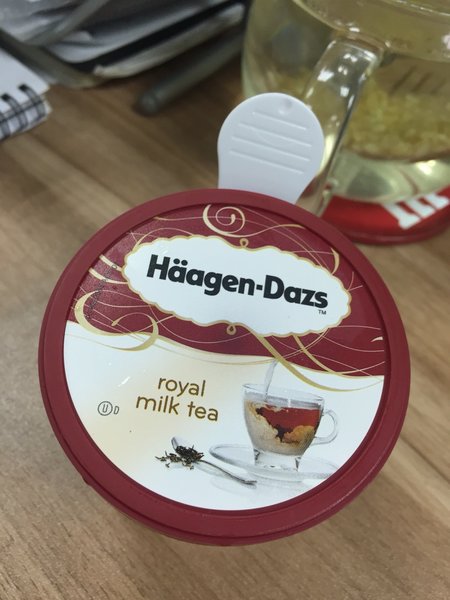 Häagen-Dazs
TM
royal
milk tea
U D
m